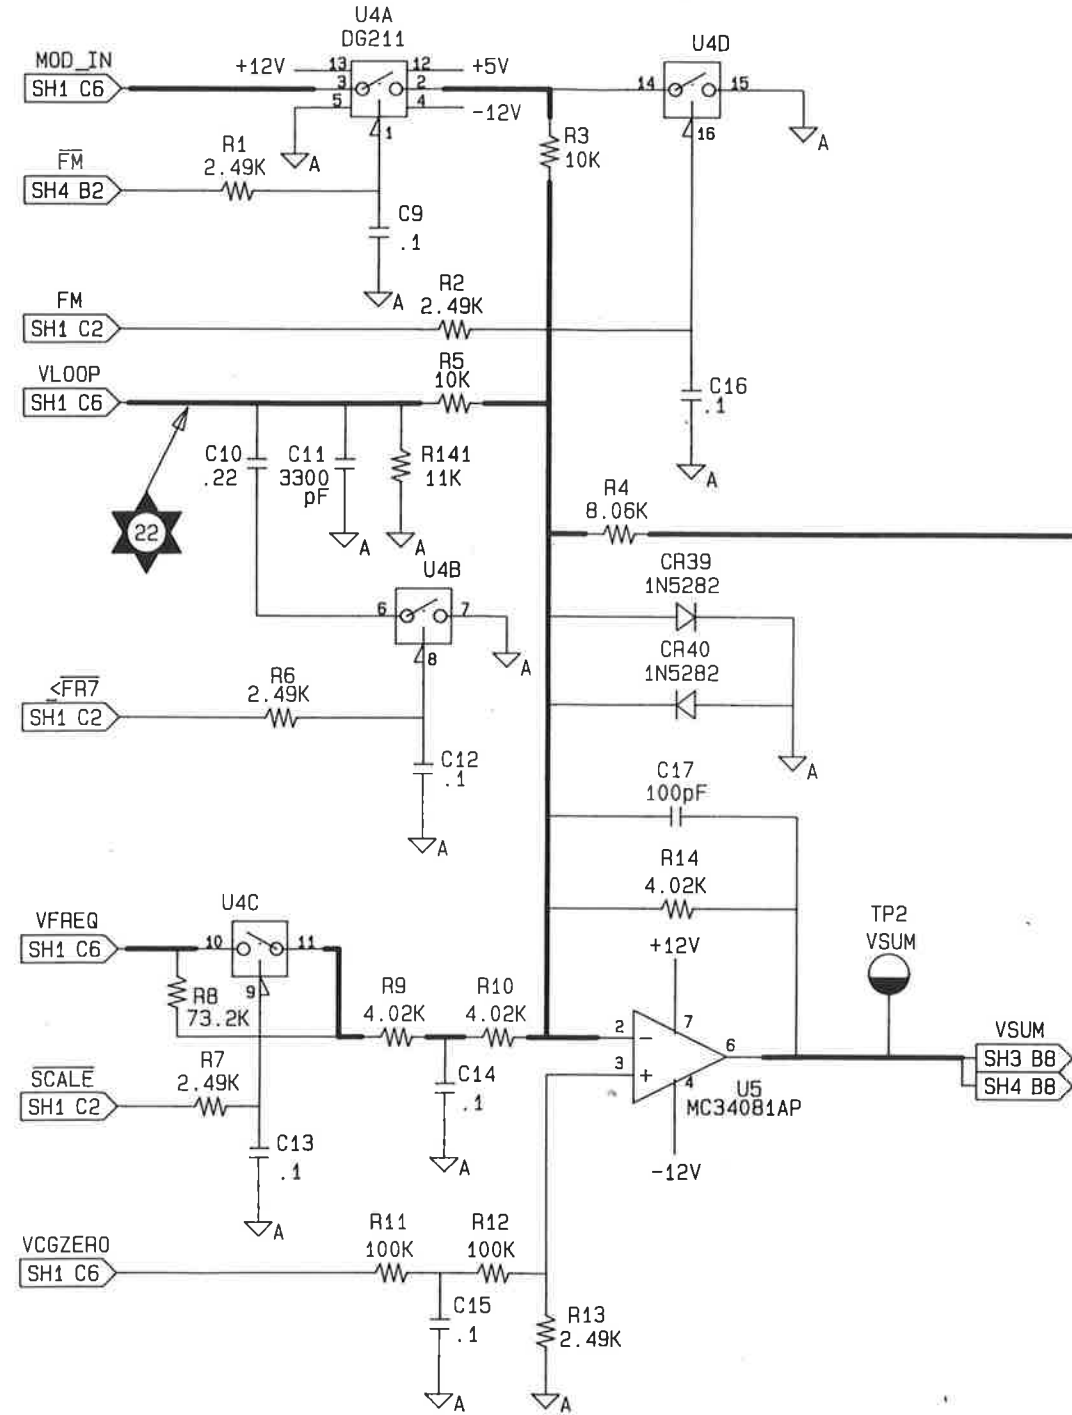 U4A
DG211
U4D
MOD_IN
SH1 C6
+12V 13 12 +5V
3 2
5 4 -12V
1
A
14 15
16
A
R3
10K
FM
SH4 B2
R1
2.49K
C9
.1
A
FM
SH1 C2
R2
2.49K
VLOOP
SH1 C6
R5
10K
C16
.1
A
C10
.22
C11
3300
pF
A
R141
11K
A
22
R4
8.06K
U4B
6 7
8
A
CR39
1N5282
CR40
1N5282
A
<FR7
SH1 C2
R6
2.49K
C12
.1
A
C17
100pF
R14
4.02K
U4C
VFREQ
SH1 C6
10 11
9
R8
73.2K
R9
4.02K
R10
4.02K
+12V
TP2
VSUM
2
-
3
+
7
6
4
U5
MC34081AP
-12V
VSUM
SH3 B8
SH4 B8
SCALE
SH1 C2
R7
2.49K
C14
.1
A
C13
.1
A
VCGZERO
SH1 C6
R11
100K
R12
100K
C15
.1
A
R13
2.49K
A